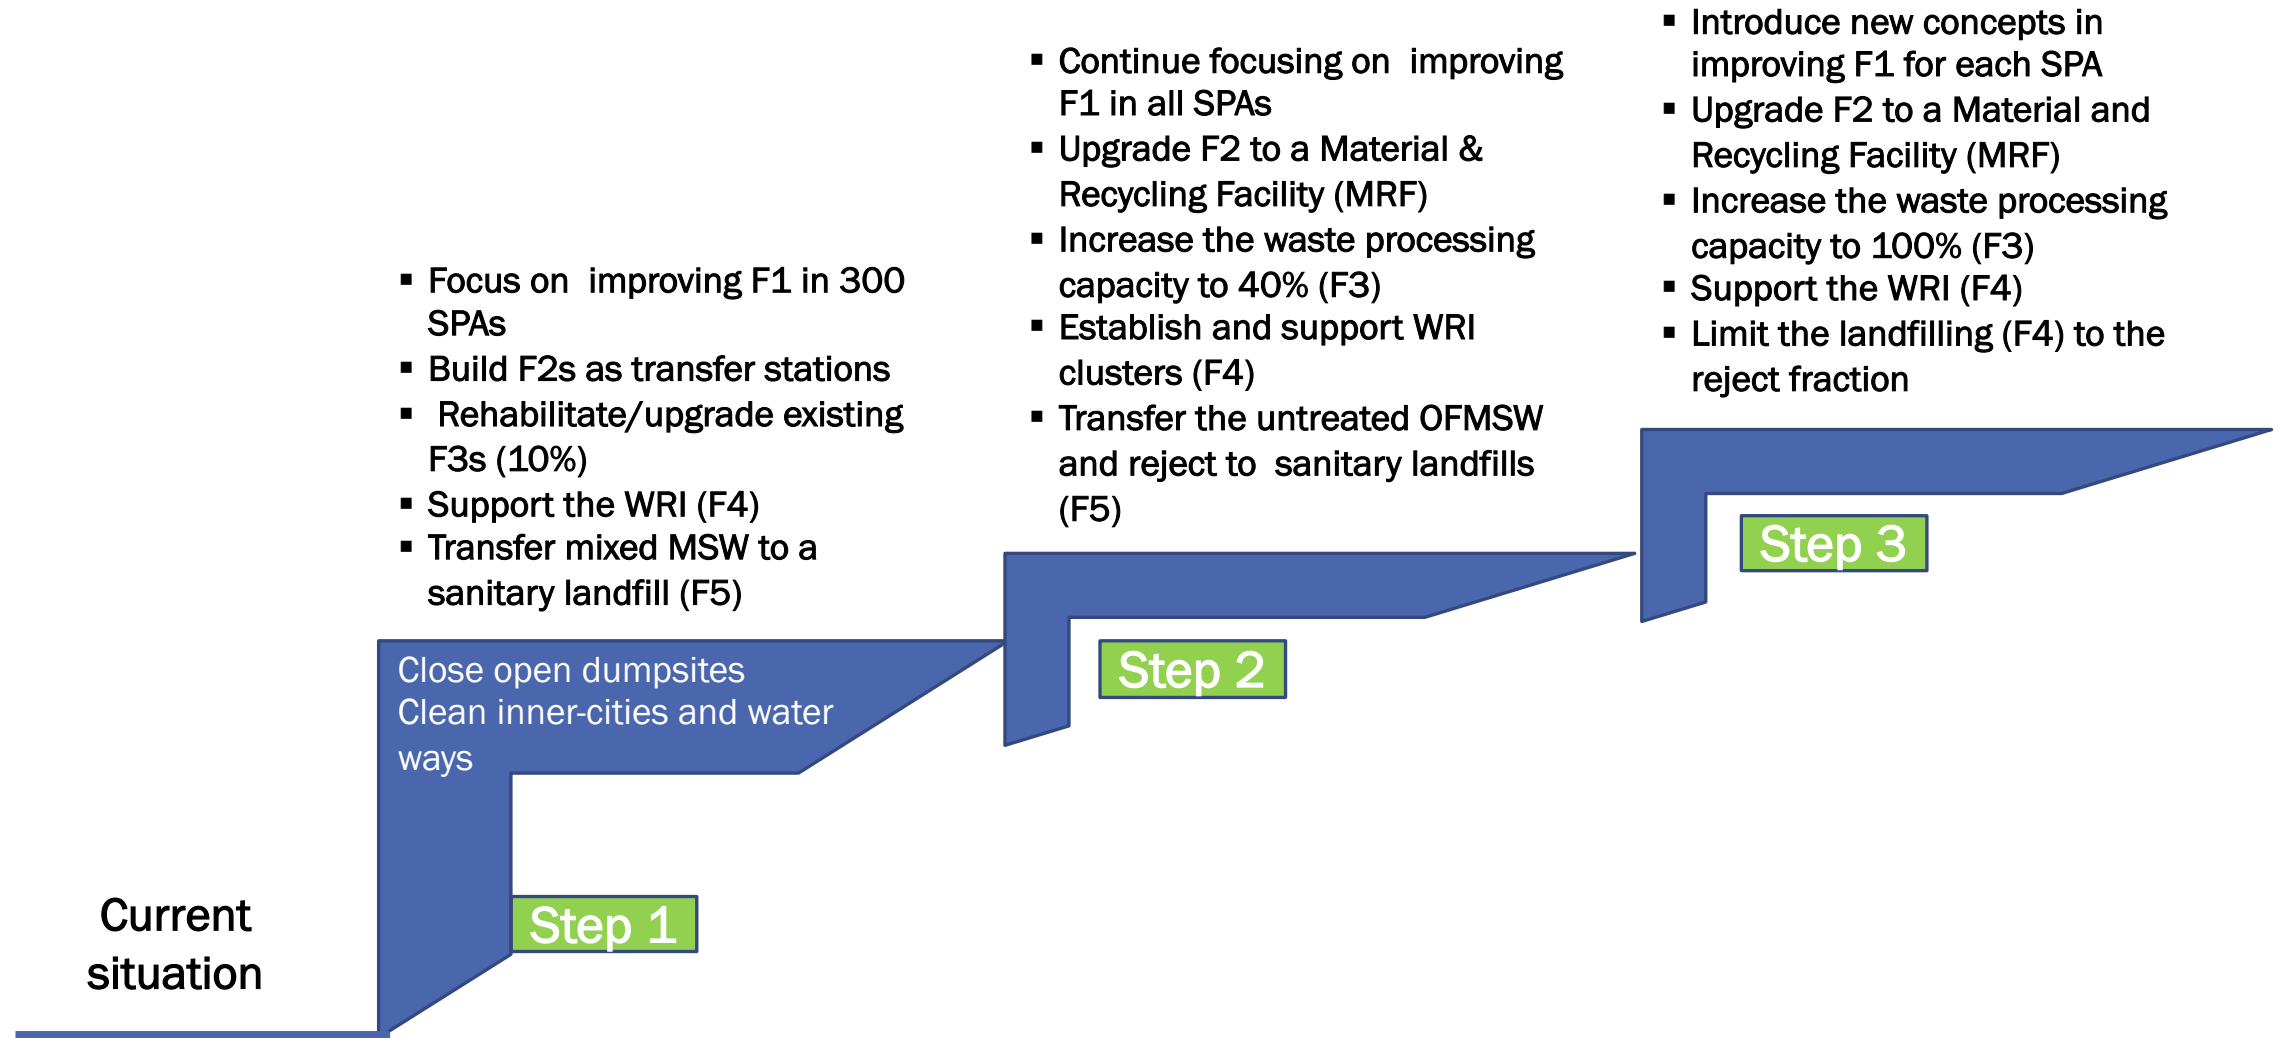 Current
situation
▪ Focus on  improving F1 in 300
SPAs
▪ Build F2s as transfer stations
▪  Rehabilitate/upgrade existing
F3s (10%)
▪ Support the WRI (F4)
▪ Transfer mixed MSW to a
sanitary landfill (F5)
Close open dumpsites
Clean inner-cities and water
ways
Step 1
▪ Continue focusing on  improving
F1 in all SPAs
▪ Upgrade F2 to a Material &
Recycling Facility (MRF)
▪ Increase the waste processing
capacity to 40% (F3)
▪ Establish and support WRI
clusters (F4)
▪ Transfer the untreated OFMSW
and reject to  sanitary landfills
(F5)
Step 2
▪ Introduce new concepts in
improving F1 for each SPA
▪ Upgrade F2 to a Material and
Recycling Facility (MRF)
▪ Increase the waste processing
capacity to 100% (F3)
▪ Support the WRI (F4)
▪ Limit the landfilling (F4) to the
reject fraction
Step 3